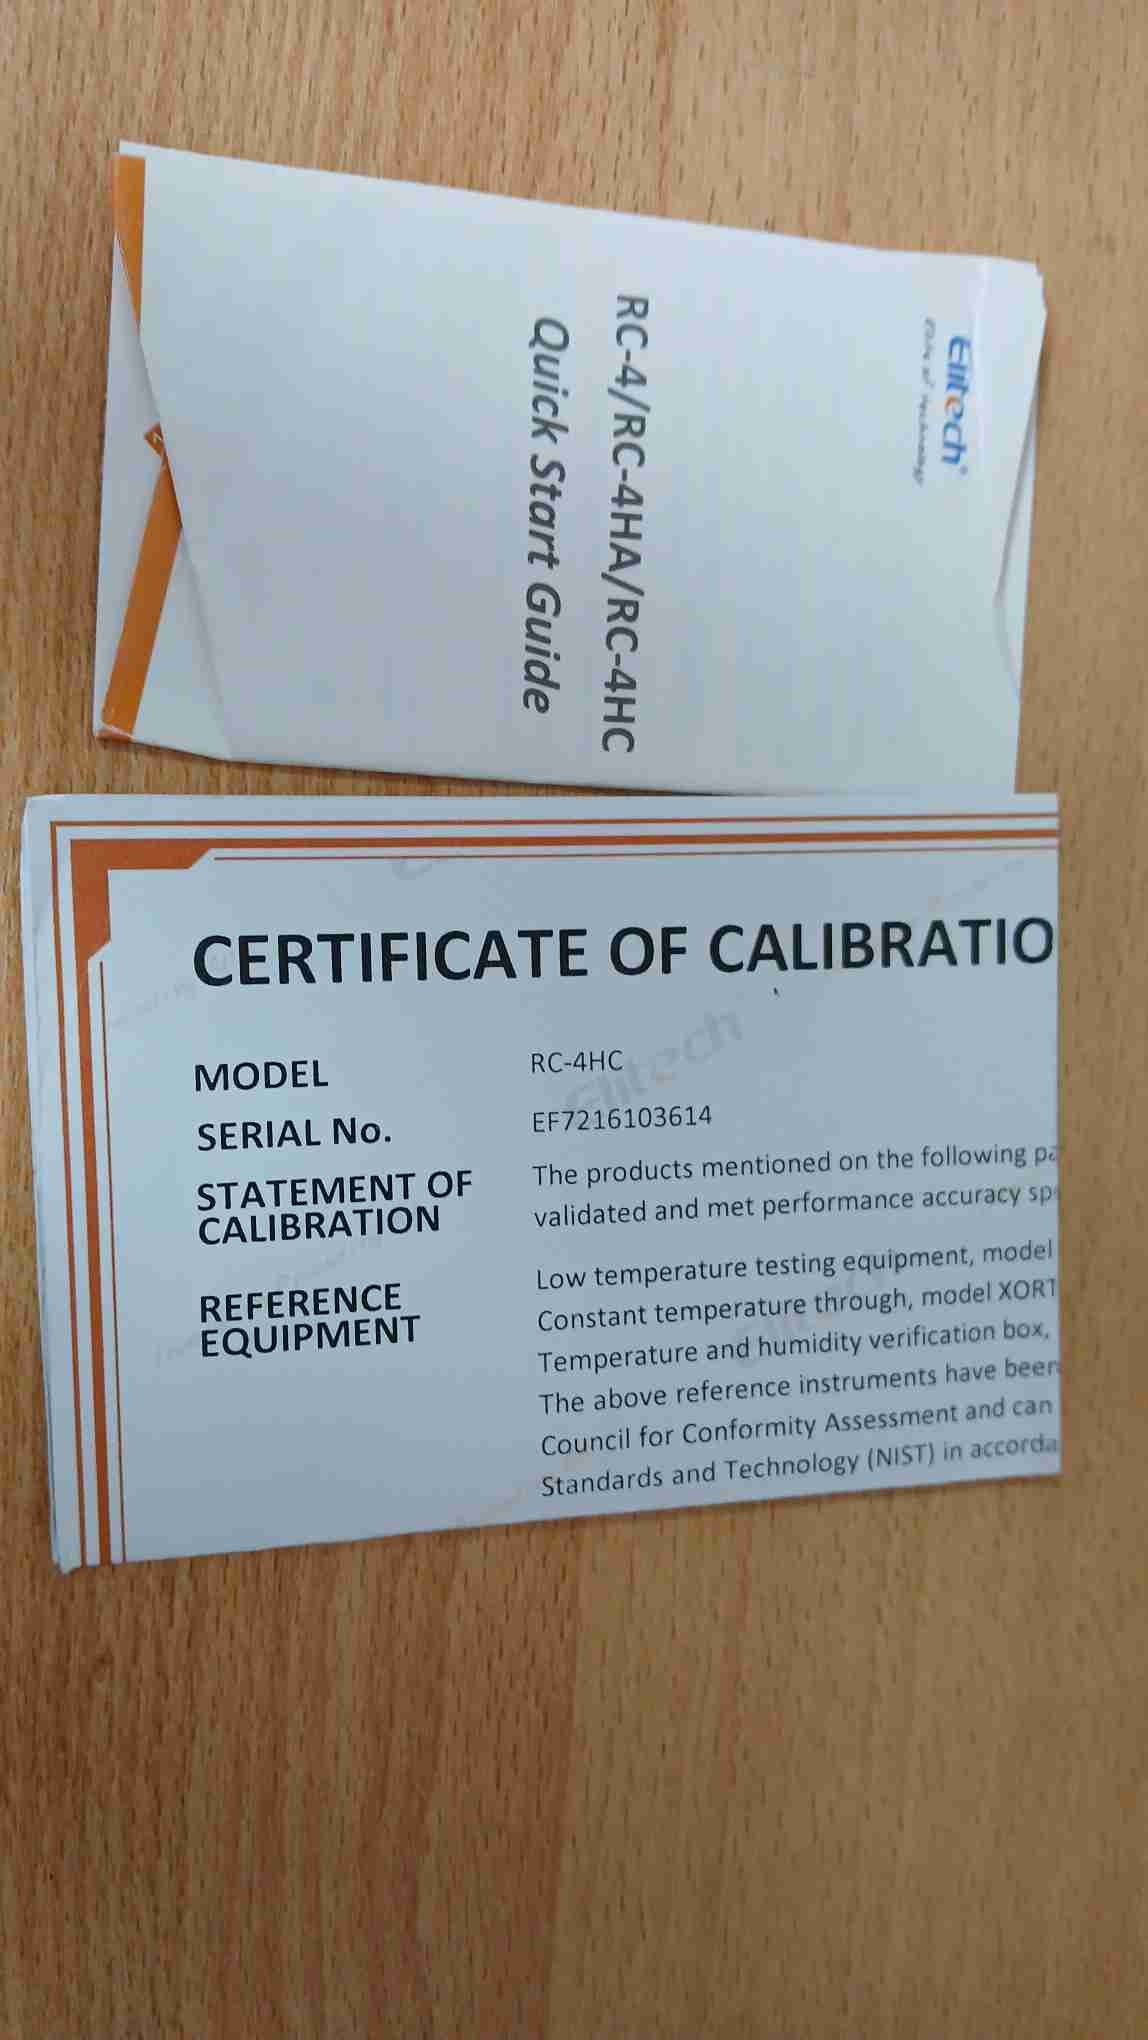 Elitech®
RC-4/RC-4HA/RC-4HC
Quick Start Guide
CERTIFICATE OF CALIBRATIO
MODEL
RC-4HC
SERIAL No.
EF7216103614
STATEMENT OF
CALIBRATION
The products mentioned on the following pa
validated and met performance accuracy sp
REFERENCE
EQUIPMENT
Low temperature testing equipment, model
Constant temperature through, model XORT
Temperature and humidity verification box,
The above reference instruments have been
Council for Conformity Assessment and can
Standards and Technology (NIST) in accorda
Elitech